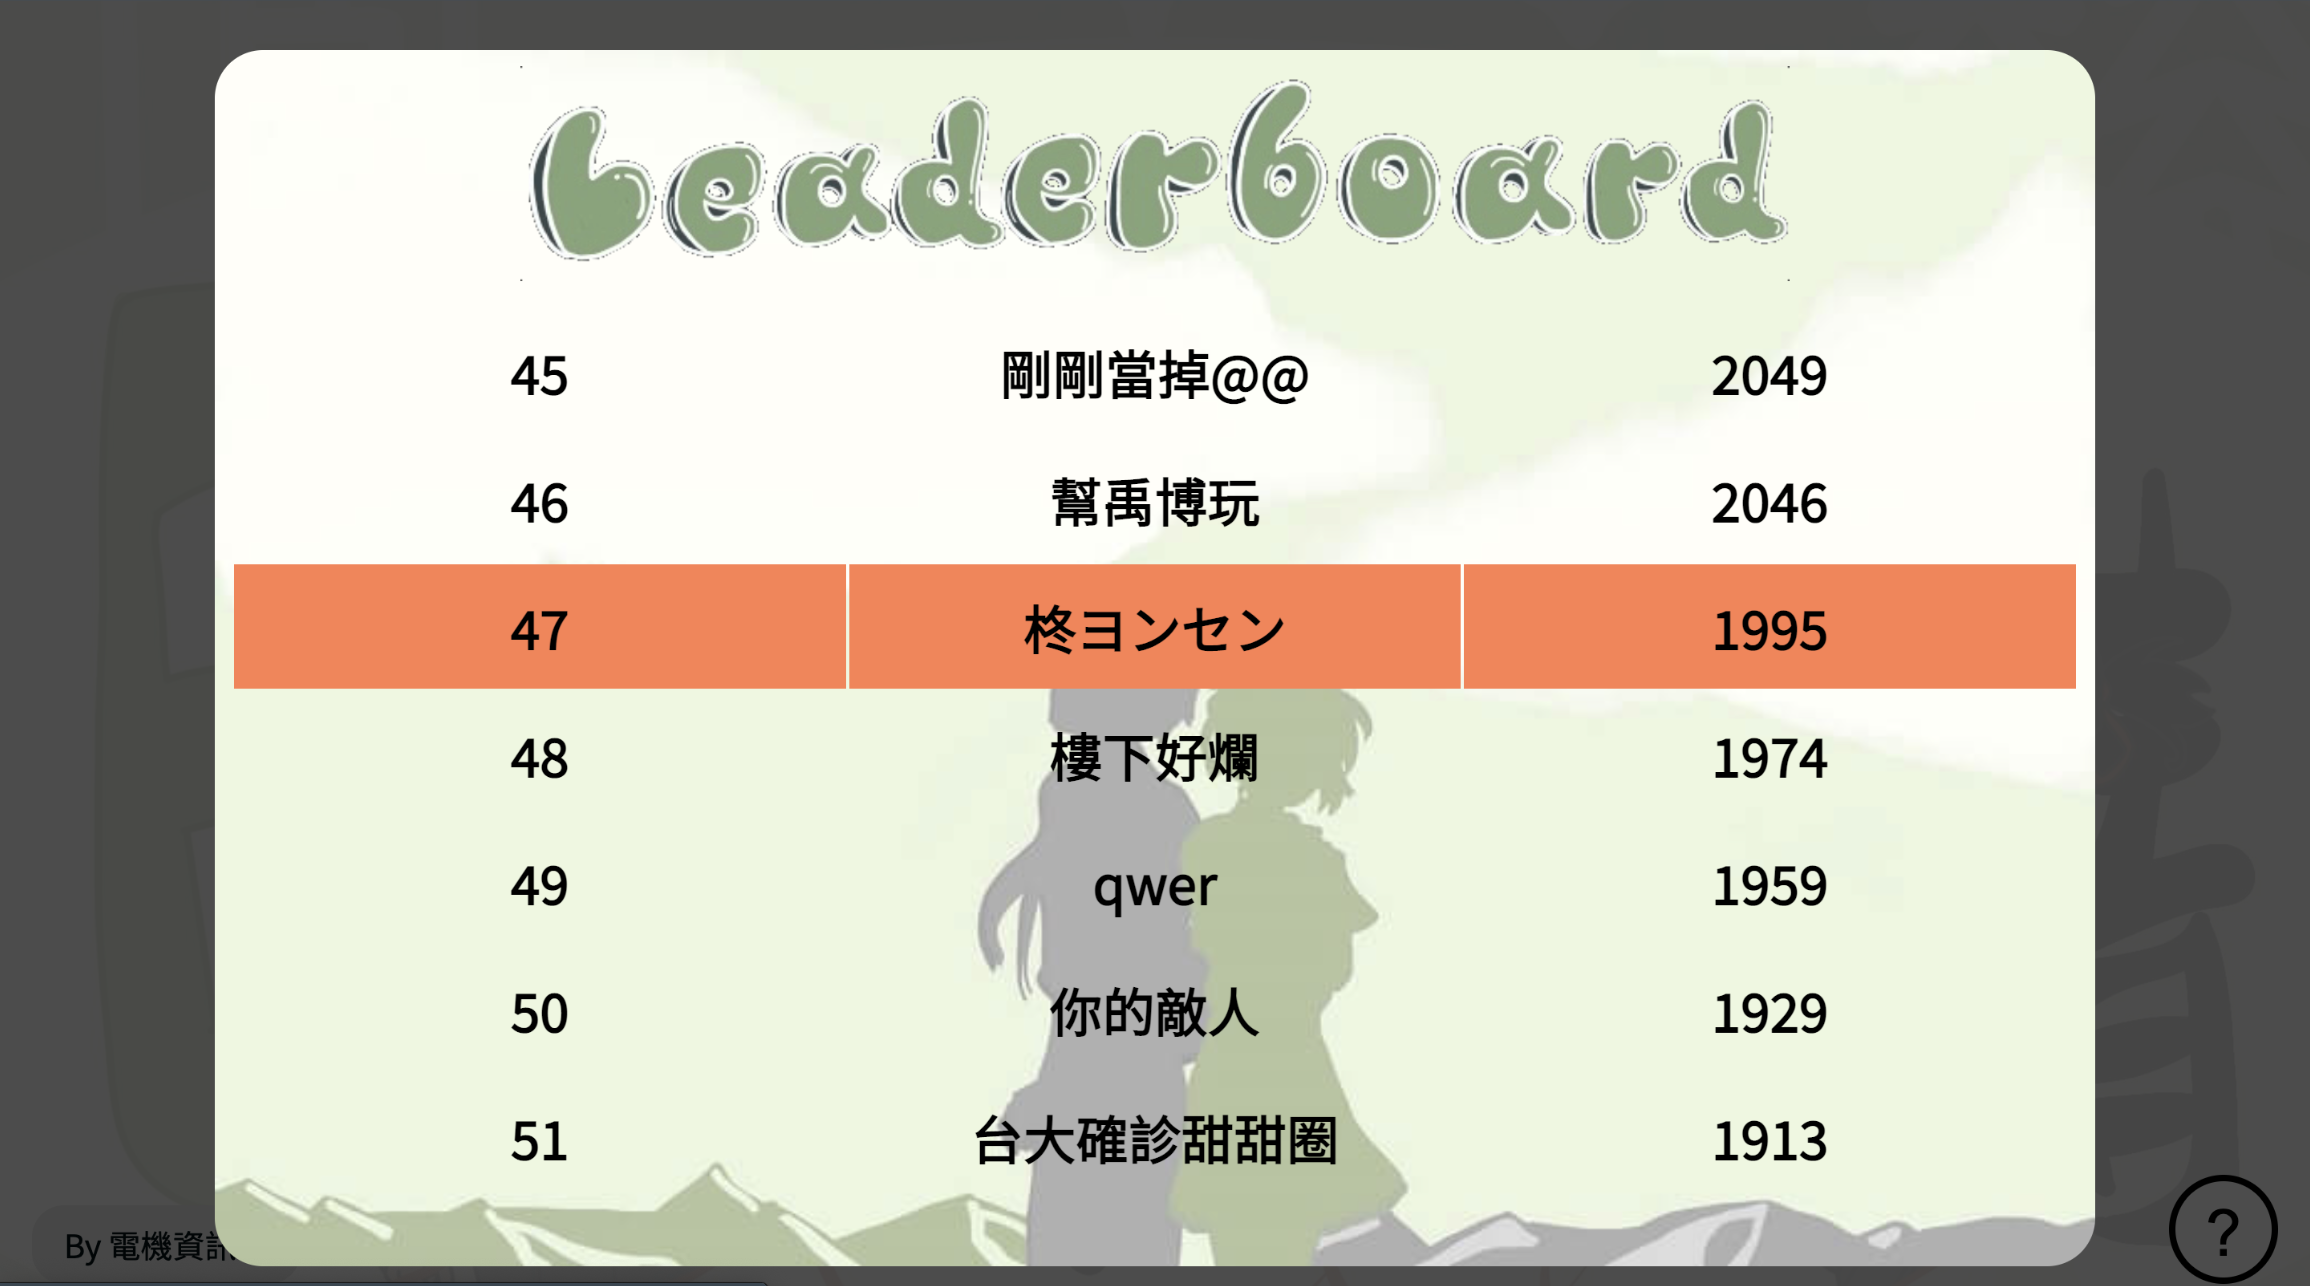 Leaderboard
45 剛剛當掉@@ 2049
46 幫禹博玩 2046
47 柊ヨンセン 1995
48 樓下好爛 1974
49 qwer 1959
50 你的敵人 1929
51 台大確診甜甜圈 1913
By 電機資訊
?